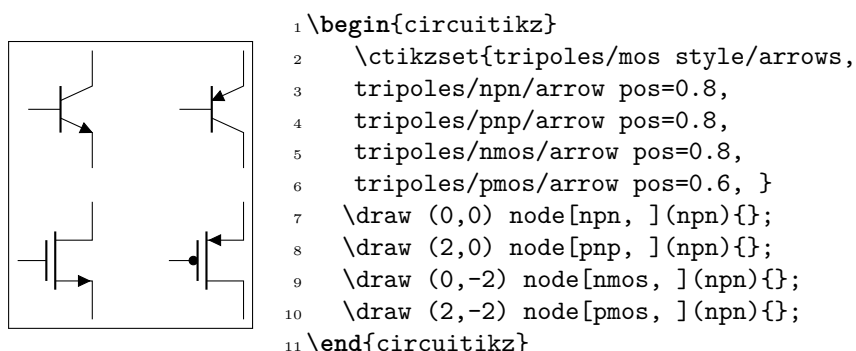 1 \begin{circuitikz}
2 \ctikzset{tripoles/mos style/arrows,
3 tripoles/npn/arrow pos=0.8,
4 tripoles/pnp/arrow pos=0.8,
5 tripoles/nmos/arrow pos=0.8,
6 tripoles/pmos/arrow pos=0.6, }
7 \draw (0,0) node[npn, ](npn){};
8 \draw (2,0) node[pnp, ](npn){};
9 \draw (0,-2) node[nmos, ](npn){};
10 \draw (2,-2) node[pmos, ](npn){};
11 \end{circuitikz}